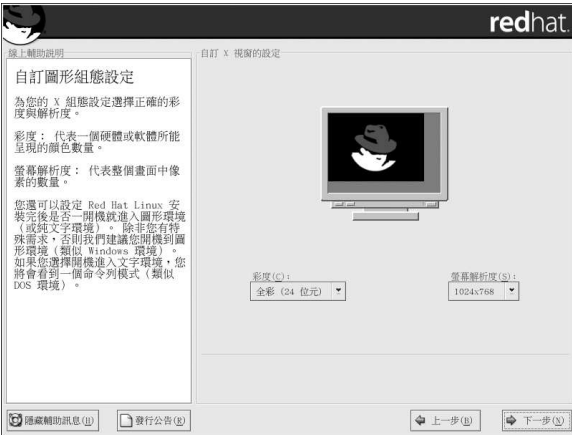 redhat.
線上輔助說明
自訂圖形組態設定
為您的 X 組態設定選擇正確的彩
度與解析度。
彩度： 代表一個硬體或軟體所能
呈現的顏色數量。
螢幕解析度： 代表整個畫面中像
素的數量。
您還可以設定 Red Hat Linux 安
裝完後是否一開機就進入圖形環境
（或純文字環境）。 除非您有特
殊需求，否則我們建議您開機到圖
形環境（類似 Windows 環境）。
如果您選擇開機進入文字環境，您
將會看到一個命令列模式（類似
DOS 環境）。
自訂 X 視窗的設定
彩度(C):
全彩 (24 位元)
螢幕解析度(S):
1024x768
隱藏輔助訊息(H)
發行公告(R)
上一步(B)
下一步(N)